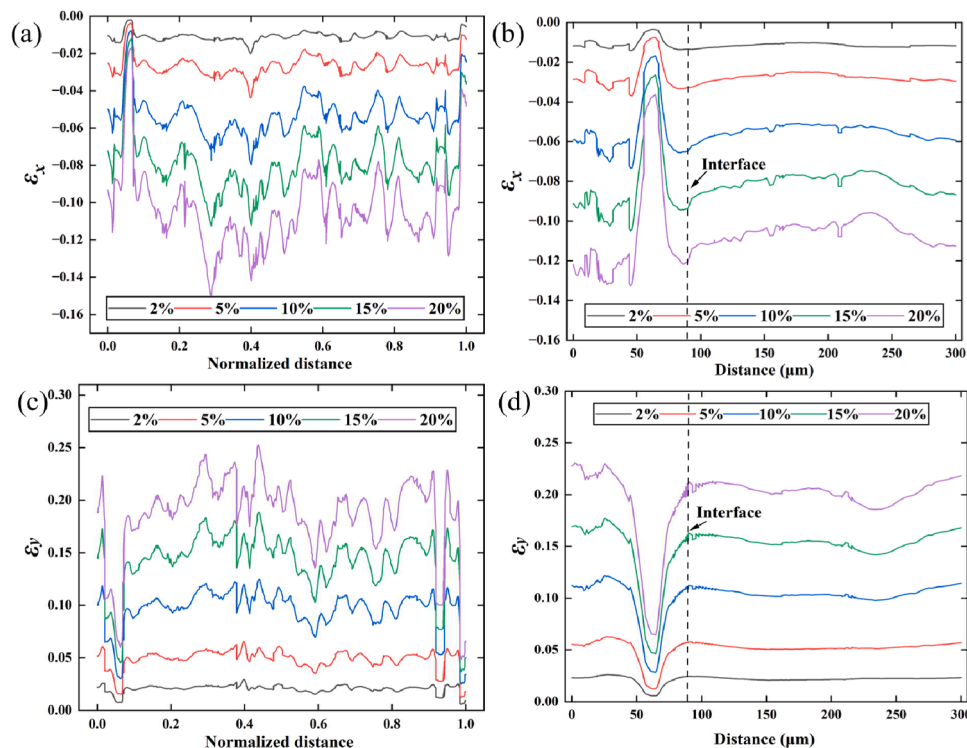 (a)
0.00
−0.02
−0.04
−0.06
−0.08
−0.10
−0.12
−0.14
−0.16
εx
2% 5% 10% 15% 20%
0.0 0.2 0.4 0.6 0.8 1.0
Normalized distance
(b)
0.00
−0.02
−0.04
−0.06
−0.08
−0.10
−0.12
−0.14
−0.16
εx
Interface
2% 5% 10% 15% 20%
0 50 100 150 200 250 300
Distance (μm)
(c)
0.30
0.25
0.20
0.15
0.10
0.05
0.00
εy
2% 5% 10% 15% 20%
0.0 0.2 0.4 0.6 0.8 1.0
Normalized distance
(d)
0.30
0.25
0.20
0.15
0.10
0.05
0.00
εy
2% 5% 10% 15% 20%
Interface
0 50 100 150 200 250 300
Distance (μm)